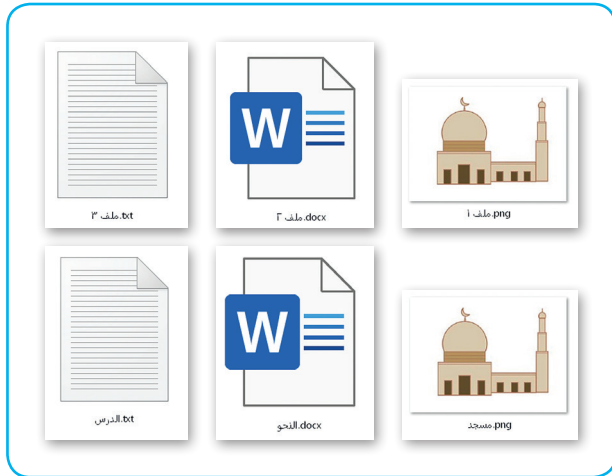 ملف ١.png
W
ملف ٢.docx
ملف ٣.txt
مسجد.png
W
النحو.docx
الدرس.txt